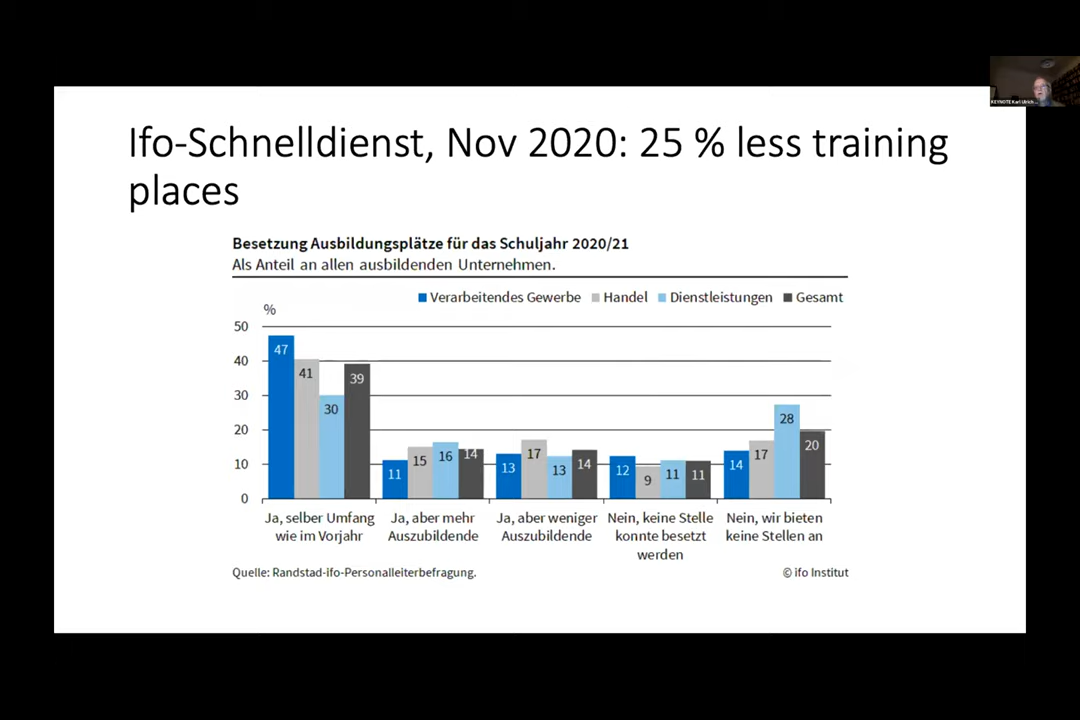 KEYNOTE Karl Ulrich
Ifo-Schnelldienst, Nov 2020: 25 % less training
places
Besetzung Ausbildungsplätze für das Schuljahr 2020/21
Als Anteil an allen ausbildenden Unternehmen.
Verarbeitendes Gewerbe Handel Dienstleistungen Gesamt
%
50
40
30
20
10
0
47 41 30 39
11 15 16 14
13 17 13 14
12 9 11 11
14 17 28 20
Ja, selber Umfang
wie im Vorjahr
Ja, aber mehr
Auszubildende
Ja, aber weniger
Auszubildende
Nein, keine Stelle
konnte besetzt
werden
Nein, wir bieten
keine Stellen an
Quelle: Randstad-ifo-Personalleiterbefragung.
© ifo Institut